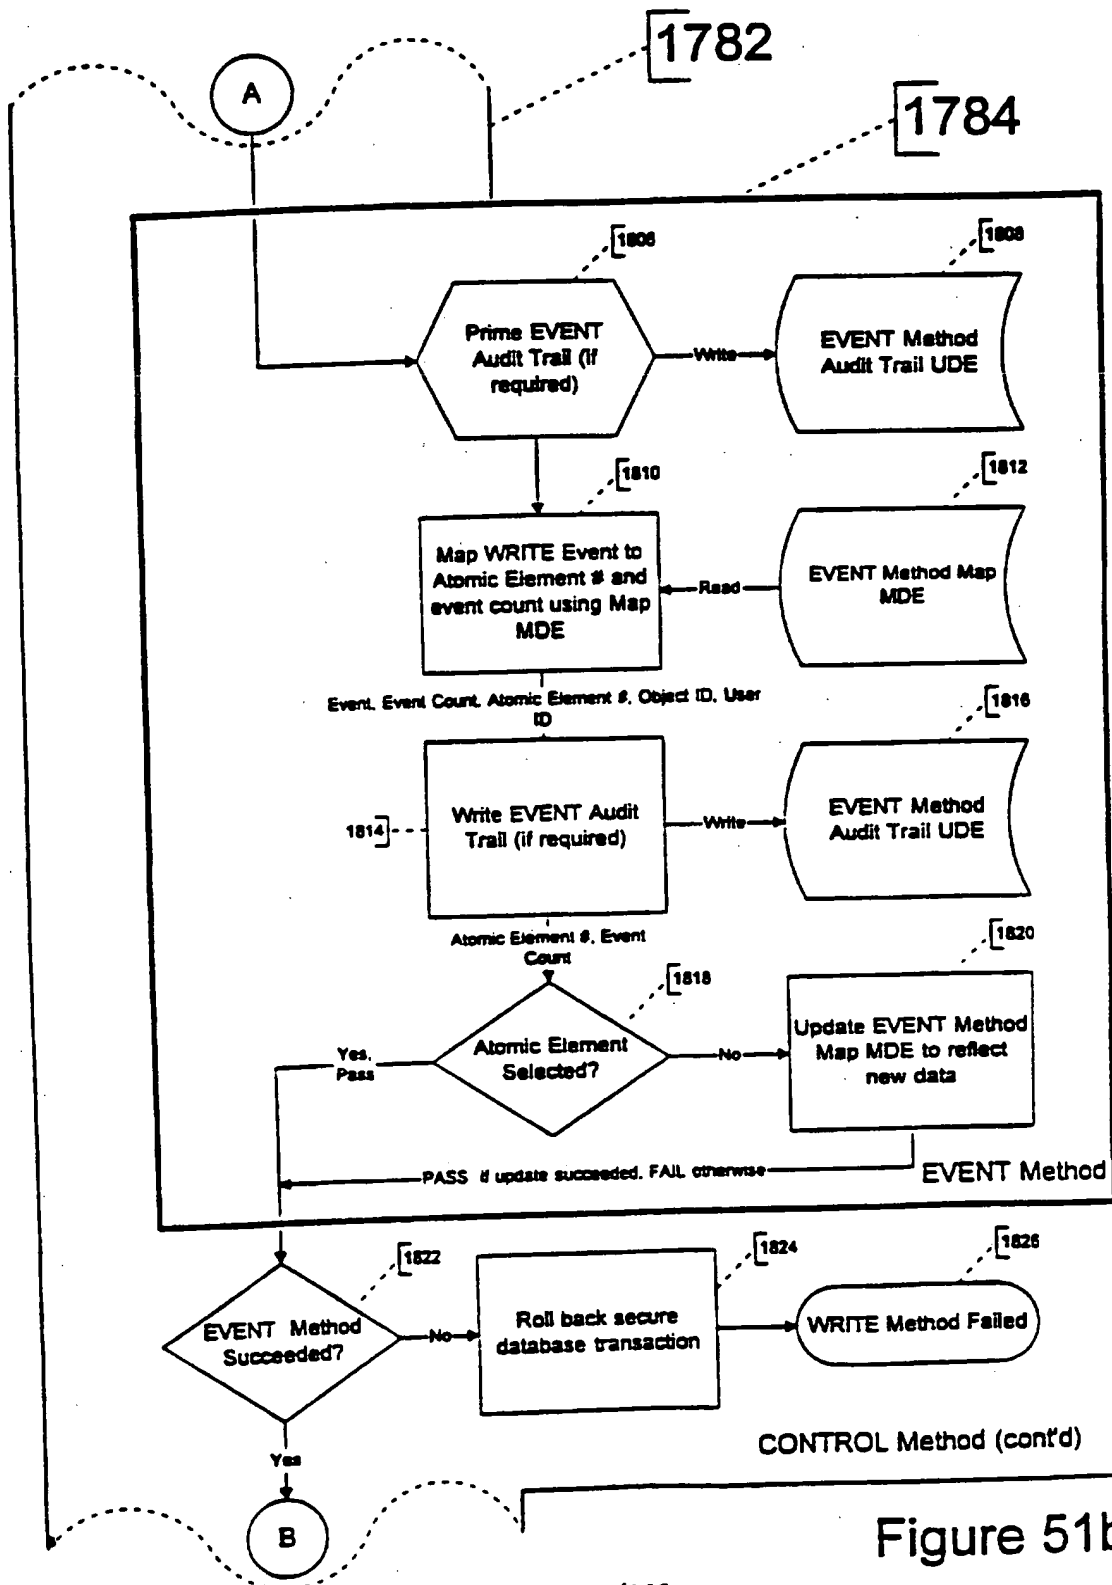 1782
A
1784
1806
1808
Prime EVENT
Audit Trail (if
required)
Write
EVENT Method
Audit Trail UDE
1810
1812
Map WRITE Event to
Atomic Element # and
event count using Map
MDE
Read
EVENT Method Map
MDE
Event, Event Count, Atomic Element #, Object ID, User
ID
1816
1814
Write EVENT Audit
Trail (if required)
Write
EVENT Method
Audit Trail UDE
Atomic Element #, Event
Count
1820
1818
Yes,
Pass
Atomic Element
Selected?
No
Update EVENT Method
Map MDE to reflect
new data
PASS if update succeeded, FAIL otherwise
EVENT Method
1822
1824
1826
EVENT Method
Succeeded?
No
Roll back secure
database transaction
WRITE Method Failed
Yes
CONTROL Method (cont'd)
B
Figure 51b